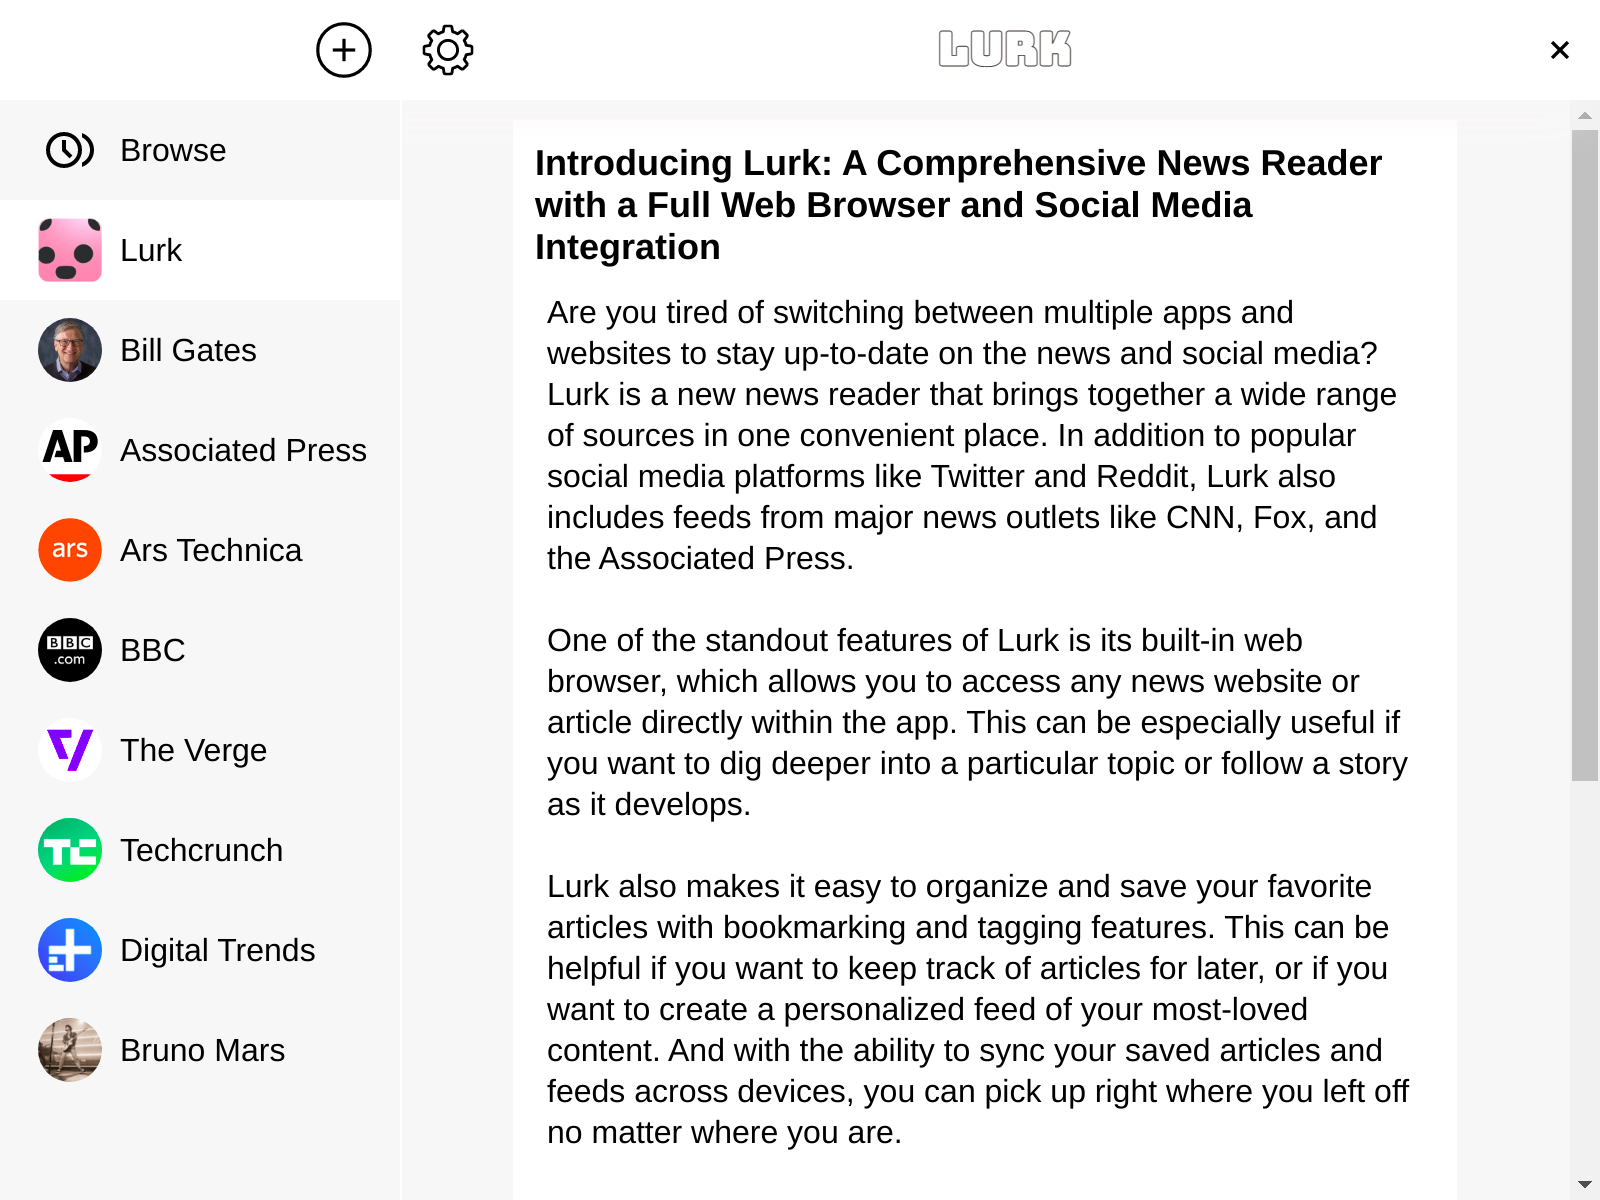 LURK
Browse
Lurk
Bill Gates
AP
Associated Press
ars
Ars Technica
BBC
.com
BBC
The Verge
TC
Techcrunch
Digital Trends
Bruno Mars
Introducing Lurk: A Comprehensive News Reader
with a Full Web Browser and Social Media
Integration
Are you tired of switching between multiple apps and
websites to stay up-to-date on the news and social media?
Lurk is a new news reader that brings together a wide range
of sources in one convenient place. In addition to popular
social media platforms like Twitter and Reddit, Lurk also
includes feeds from major news outlets like CNN, Fox, and
the Associated Press.
One of the standout features of Lurk is its built-in web
browser, which allows you to access any news website or
article directly within the app. This can be especially useful if
you want to dig deeper into a particular topic or follow a story
as it develops.
Lurk also makes it easy to organize and save your favorite
articles with bookmarking and tagging features. This can be
helpful if you want to keep track of articles for later, or if you
want to create a personalized feed of your most-loved
content. And with the ability to sync your saved articles and
feeds across devices, you can pick up right where you left off
no matter where you are.